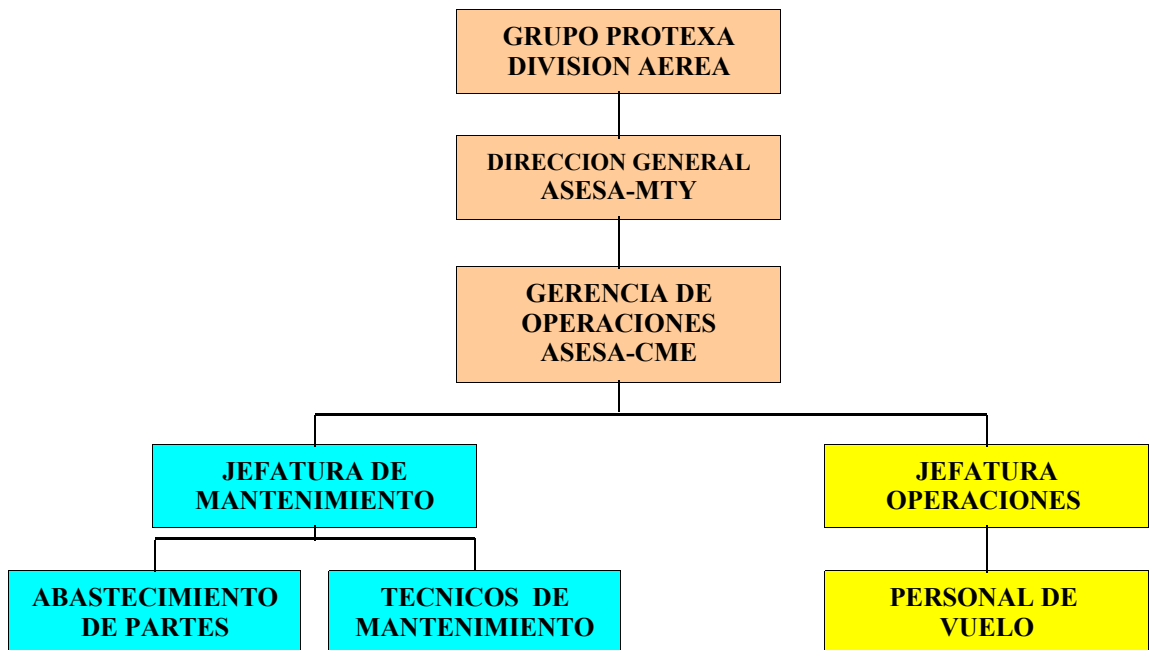 GRUPO PROTEXA
DIVISION AEREA
DIRECCION GENERAL
ASESA-MTY
GERENCIA DE
OPERACIONES
ASESA-CME
JEFATURA DE
MANTENIMIENTO
JEFATURA
OPERACIONES
ABASTECIMIENTO
DE PARTES
TECNICOS DE
MANTENIMIENTO
PERSONAL DE
VUELO